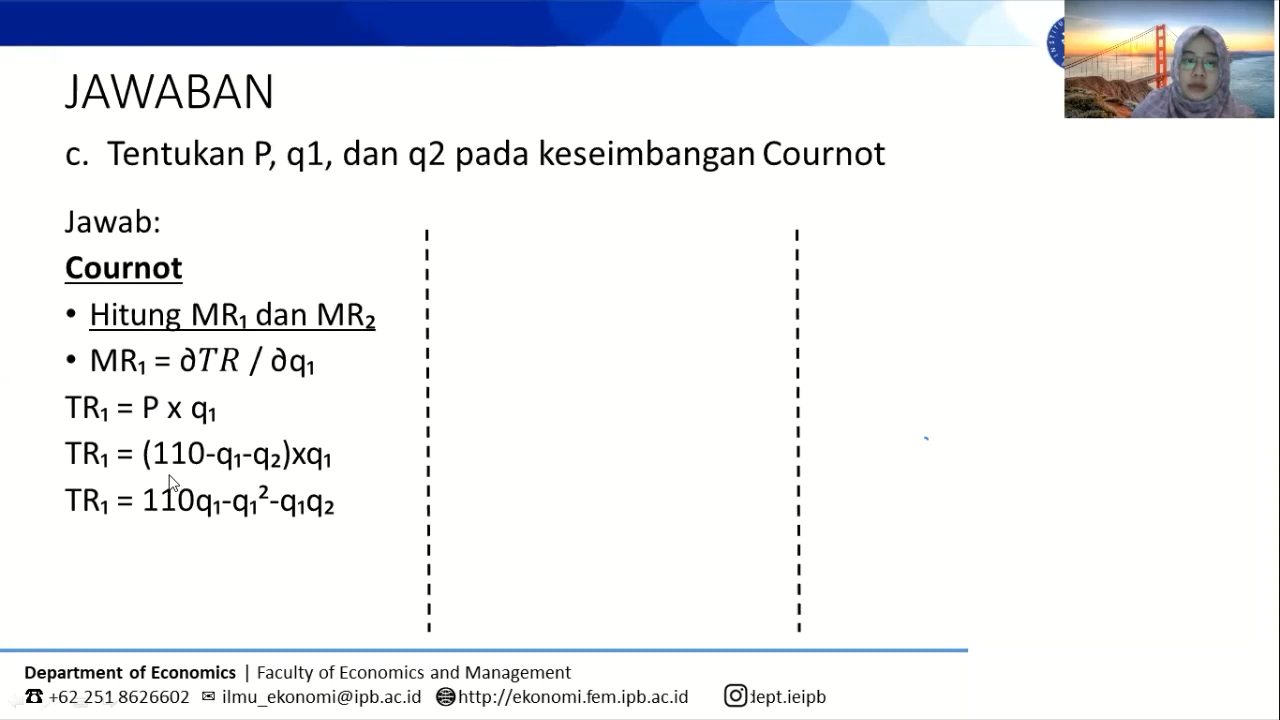 JAWABAN
c. Tentukan P, q1, dan q2 pada keseimbangan Cournot
Jawab:
Cournot
• Hitung MR₁ dan MR₂
• MR₁ = ∂𝑇𝑅 / ∂q₁
TR₁ = P x q₁
TR₁ = (110-q₁-q₂)xq₁
TR₁ = 110q₁-q₁²-q₁q₂
Department of Economics | Faculty of Economics and Management
+62 251 8626602 ilmu_ekonomi@ipb.ac.id http://ekonomi.fem.ipb.ac.id dept.ieipb